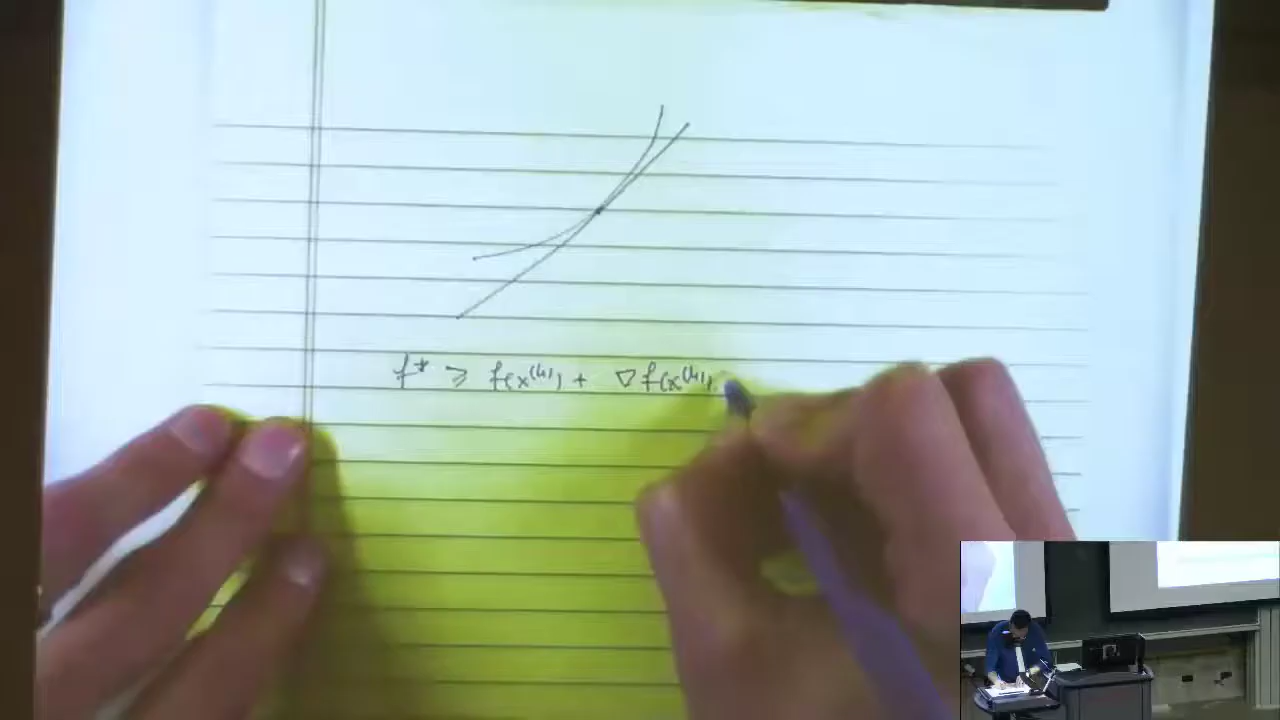 f* ≥ f(x^(k)) + ∇f(x^(k))